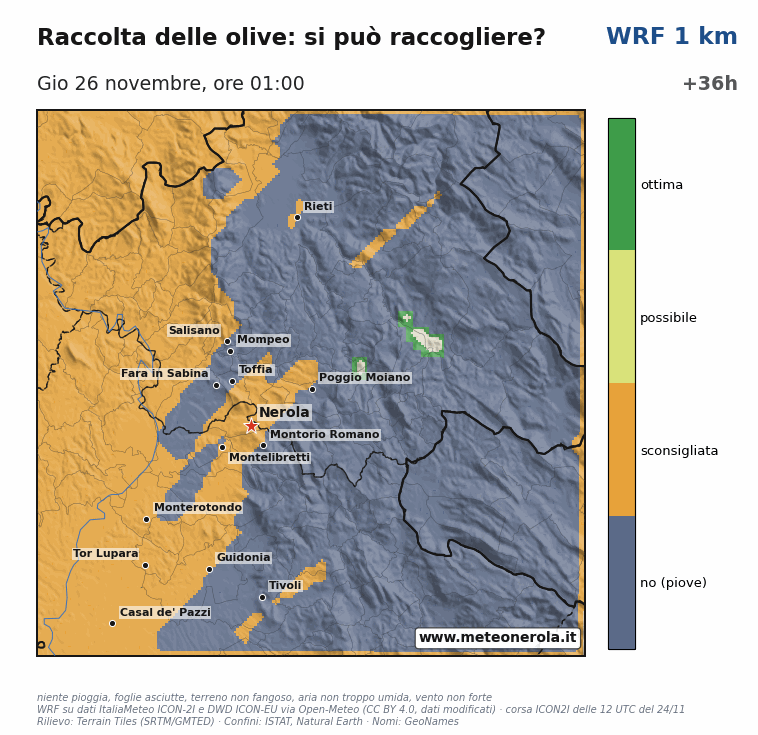 Raccolta delle olive: si può raccogliere?
WRF 1 km
Gio 26 novembre, ore 01:00
+36h
ottima
Rieti
possibile
Salisano
Mompeo
Fara in Sabina
Toffia
Poggio Moiano
Nerola
Montorio Romano
sconsigliata
Montelibretti
Monterotondo
Tor Lupara
Guidonia
no (piove)
Tivoli
Casal de' Pazzi
www.meteonerola.it
niente pioggia, foglie asciutte, terreno non fangoso, aria non troppo umida, vento non forte
WRF su dati ItaliaMeteo ICON-2I e DWD ICON-EU via Open-Meteo (CC BY 4.0, dati modificati) · corsa ICON2I delle 12 UTC del 24/11
Rilievo: Terrain Tiles (SRTM/GMTED) · Confini: ISTAT, Natural Earth · Nomi: GeoNames